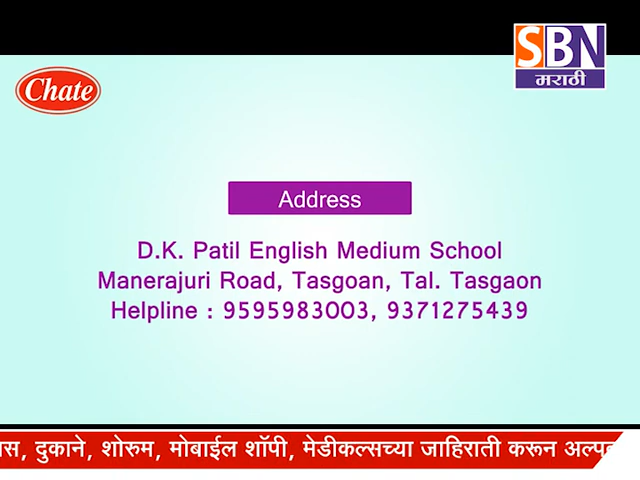 SBN
मराठी
Chate
Address
D.K. Patil English Medium School
Manerajuri Road, Tasgoan, Tal. Tasgaon
Helpline : 9595983003, 9371275439
दुकाने, शोरुम, मोबाईल शॉपी, मेडीकल्सच्या जाहिराती करून